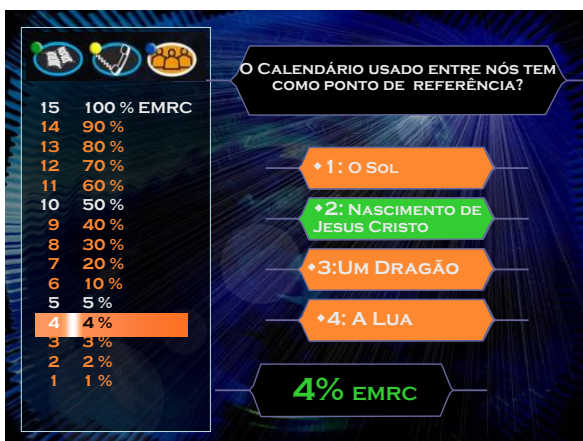 O Calendário usado entre nós tem
como ponto de referência?
15 100 % EMRC
14 90 %
13 80 %
12 70 %
11 60 %
10 50 %
9 40 %
8 30 %
7 20 %
6 10 %
5 5 %
4 4 %
3 3 %
2 2 %
1 1 %
1: O Sol
2: Nascimento de
Jesus Cristo
3:Um Dragão
4: A Lua
4% EMRC